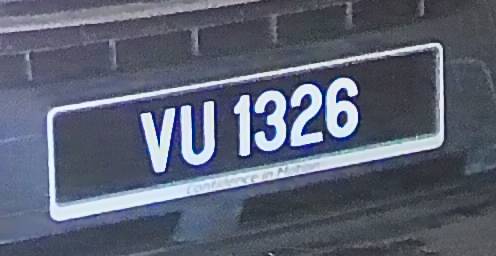 VU 1326
Confidence in Motion